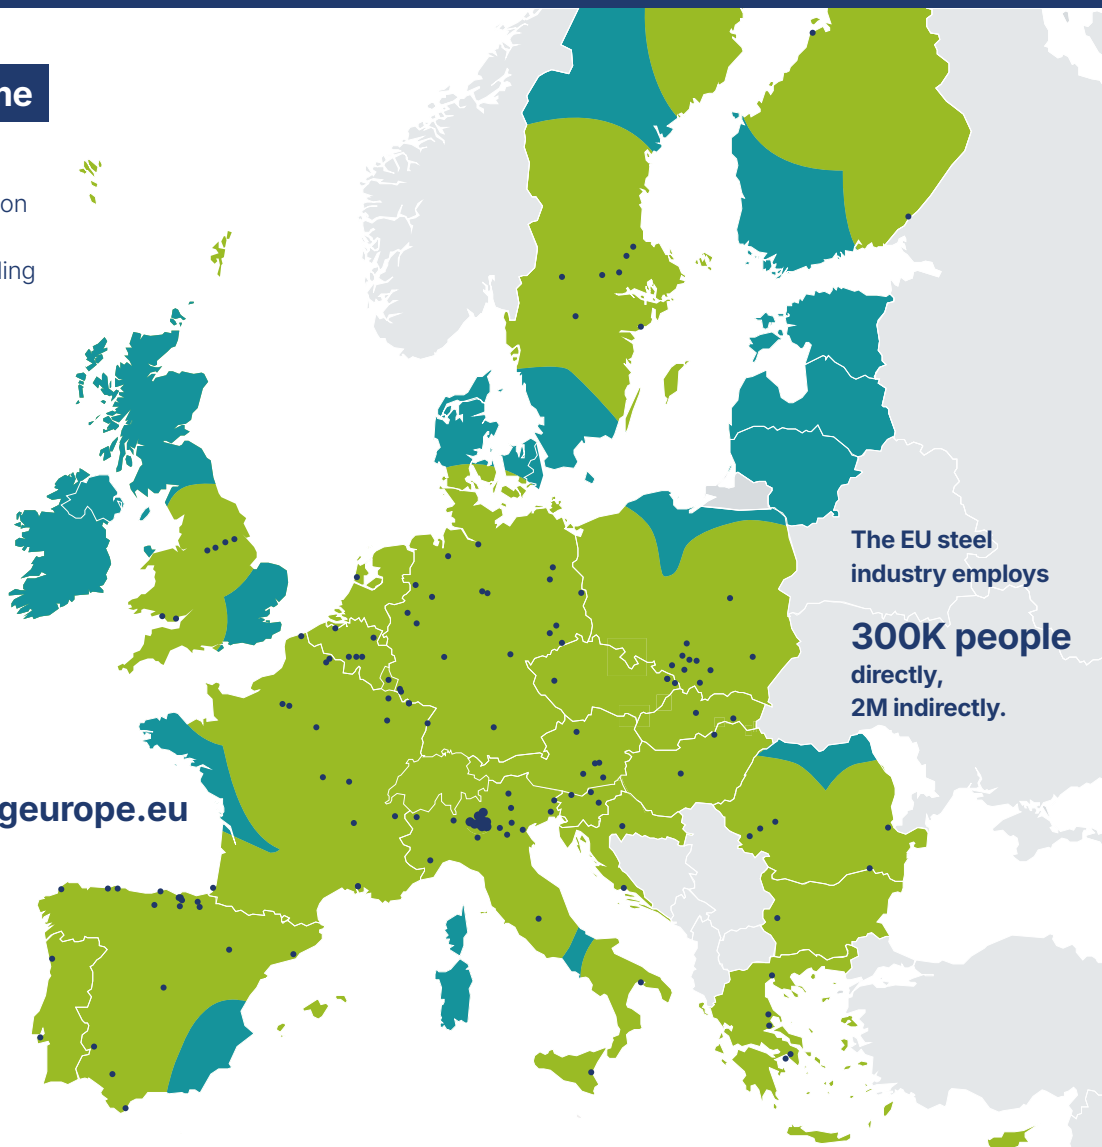 ne
on
ling
The EU steel
industry employs
300K people
directly,
2M indirectly.
geurope.eu